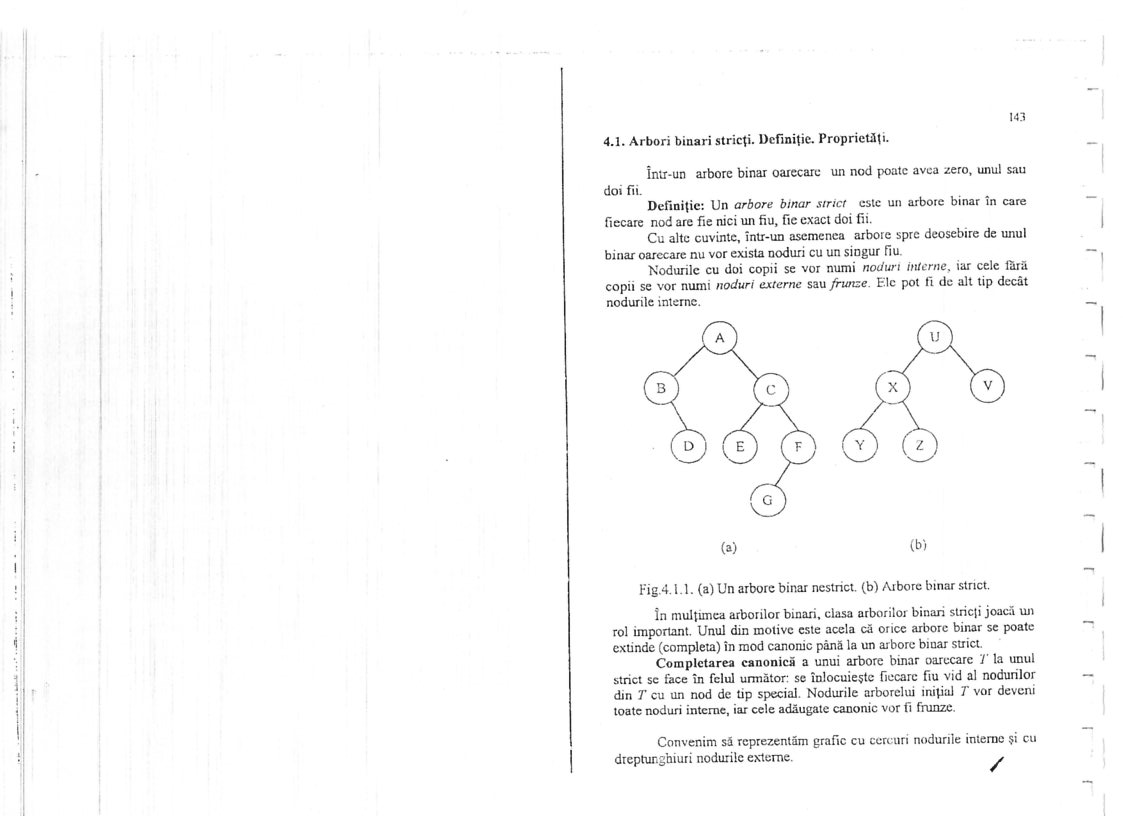 143
4.1. Arbori binari stricți. Definiție. Proprietăți.
Într-un arbore binar oarecare un nod poate avea zero, unul sau
doi fii.
Definiție: Un arbore binar strict este un arbore binar în care
fiecare nod are fie nici un fiu, fie exact doi fii.
Cu alte cuvinte, într-un asemenea arbore spre deosebire de unul
binar oarecare nu vor exista noduri cu un singur fiu.
Nodurile cu doi copii se vor numi noduri interne, iar cele fără
copii se vor numi noduri externe sau frunze. Ele pot fi de alt tip decât
nodurile interne.
A U
B C X V
D E F Y Z
G
(a) (b)
Fig.4.1.1. (a) Un arbore binar nestrict. (b) Arbore binar strict.
În mulțimea arborilor binari, clasa arborilor binari stricți joacă un
rol important. Unul din motive este acela că orice arbore binar se poate
extinde (completa) în mod canonic până la un arbore binar strict.
Completarea canonică a unui arbore binar oarecare T la unul
strict se face în felul următor: se înlocuiește fiecare fiu vid al nodurilor
din T cu un nod de tip special. Nodurile arborelui inițial T vor deveni
toate noduri interne, iar cele adăugate canonic vor fi frunze.
Convenim să reprezentăm grafic cu cercuri nodurile interne și cu
dreptunghiuri nodurile externe.